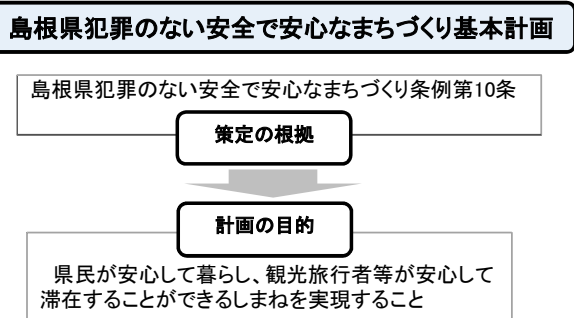 島根県犯罪のない安全で安心なまちづくり基本計画
島根県犯罪のない安全で安心なまちづくり条例第10条
策定の根拠
計画の目的
県民が安心して暮らし、観光旅行者等が安心して
滞在することができるしまねを実現すること